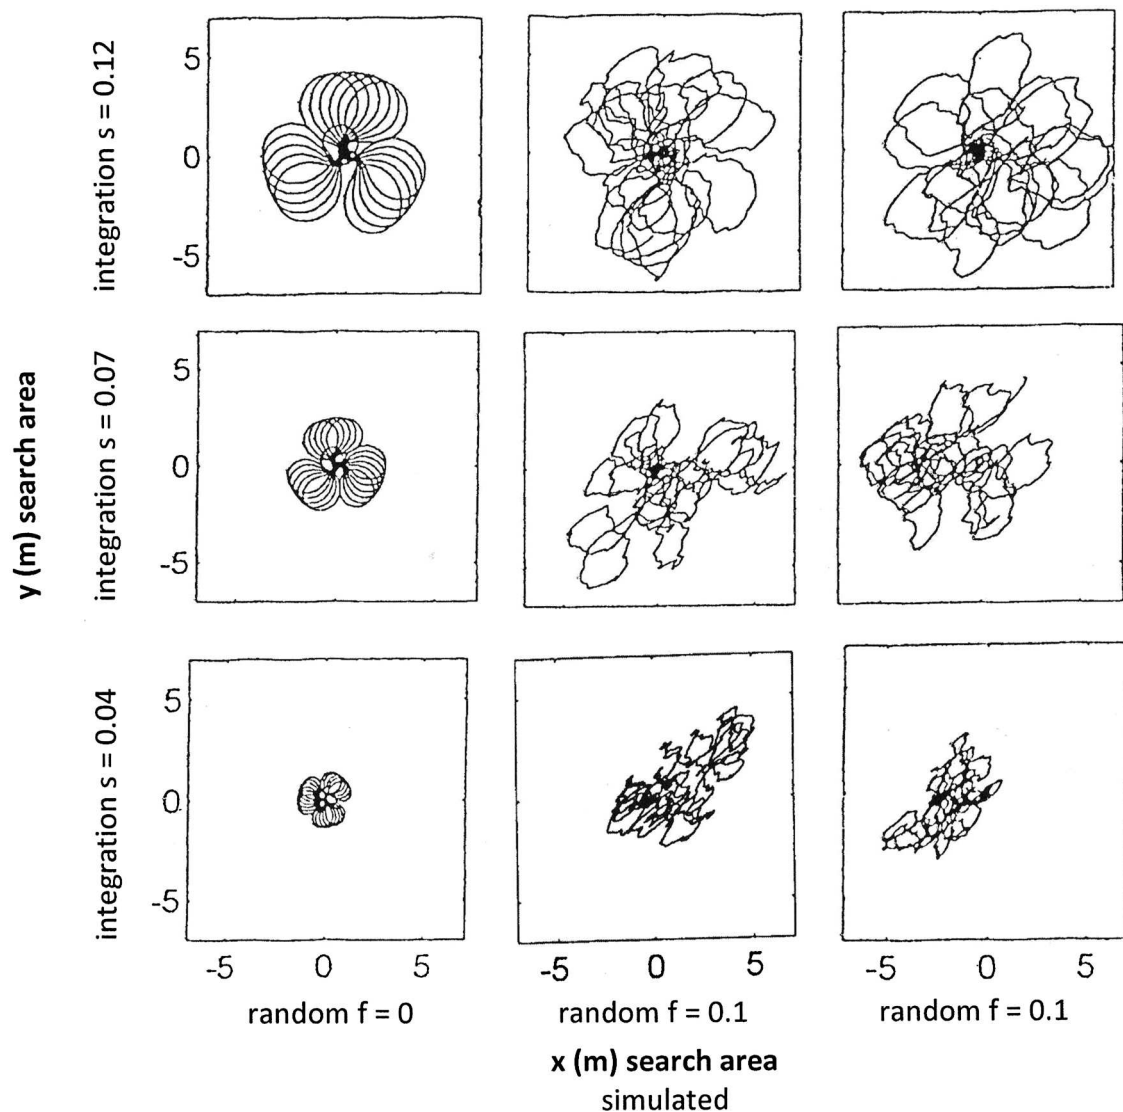 y (m) search area
integration s = 0.12
5
0
-5
integration s = 0.07
5
0
-5
integration s = 0.04
5
0
-5
-5 0 5
-5 0 5
-5 0 5
random f = 0
random f = 0.1
random f = 0.1
x (m) search area
simulated